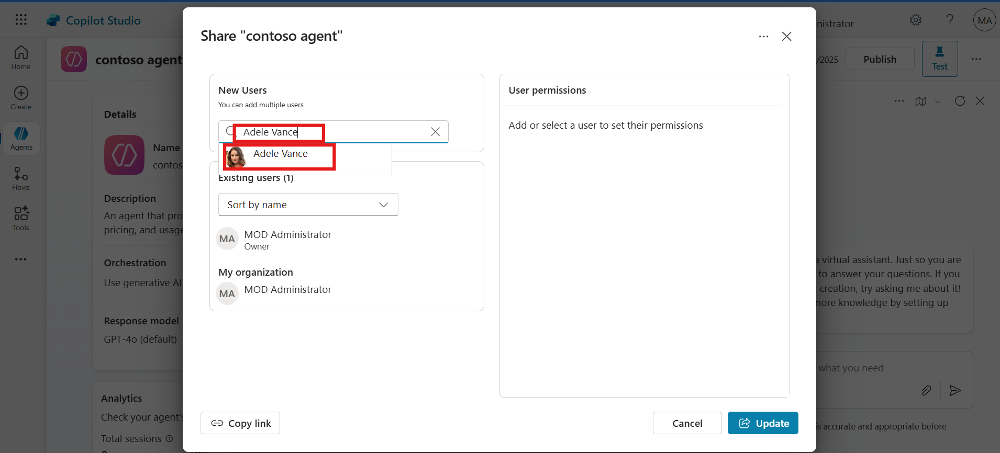 Copilot Studio
nistrator
MA
Home
Create
Agents
Flows
Tools
contoso agent
/2025
Publish
Test
Details
Name
contos
Description
An agent that pro
pricing, and usage
Orchestration
Use generative AI
Response model
GPT-4o (default)
Analytics
Check your agent's
Total sessions
Share "contoso agent"
New Users
You can add multiple users
Adele Vance
Adele Vance
Existing users (1)
Sort by name
MA
MOD Administrator
Owner
My organization
MA
MOD Administrator
User permissions
Add or select a user to set their permissions
Copy link
Cancel
Update
a virtual assistant. Just so you are
to answer your questions. If you
creation, try asking me about it!
more knowledge by setting up
what you need
s accurate and appropriate before